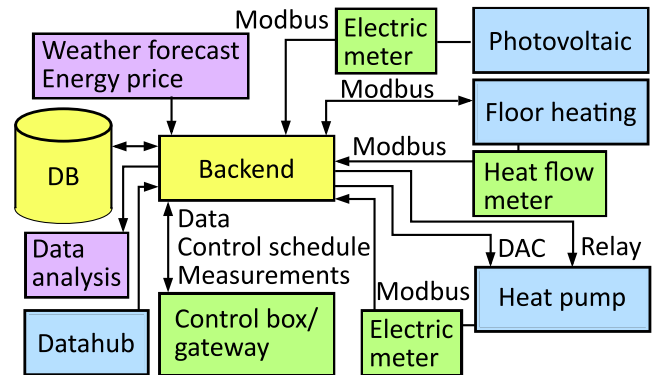 Weather forecast
Energy price
Modbus
Electric
meter
Photovoltaic
Modbus
Floor heating
DB
Backend
Modbus
Heat flow
meter
Data
analysis
Data
Control schedule
Measurements
DAC
Relay
Datahub
Control box/
gateway
Modbus
Electric
meter
Heat pump